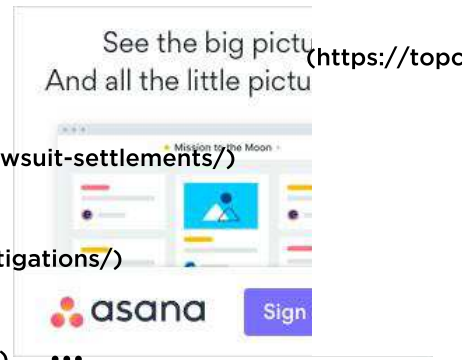 See the big pictu
(https://topc
And all the little pictu
Mission to the Moon
wsuit-settlements/)
tigations/)
asana
Sign
)
...